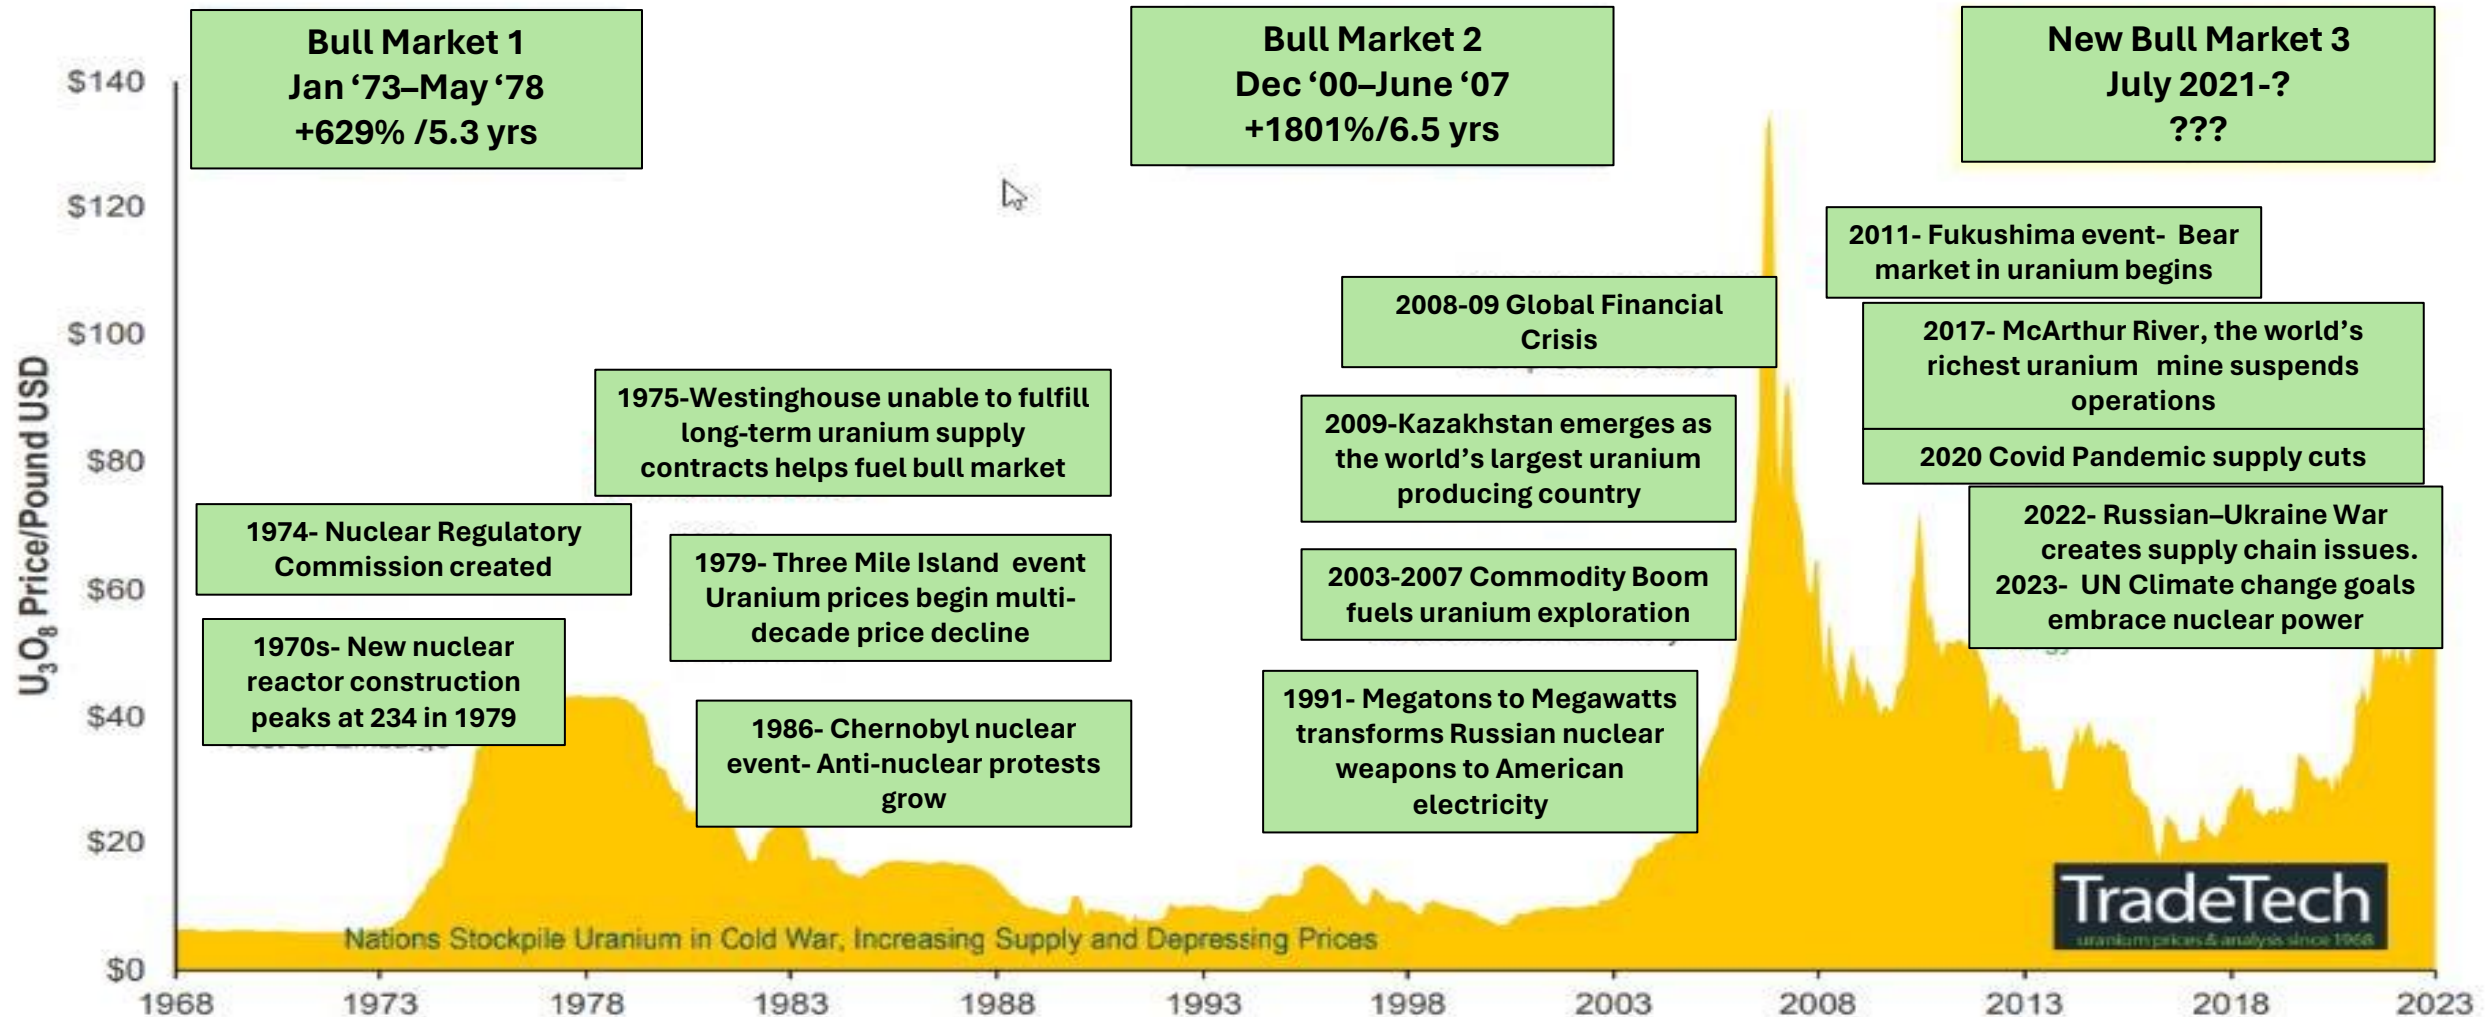 Bull Market 1
Jan ‘73–May ‘78
+629% /5.3 yrs
Bull Market 2
Dec ‘00–June ‘07
+1801%/6.5 yrs
New Bull Market 3
July 2021-?
???
$140
$120
$100
$80
$60
$40
$20
$0
U₃O₈ Price/Pound USD
1974- Nuclear Regulatory
Commission created
1970s- New nuclear
reactor construction
peaks at 234 in 1979
1975-Westinghouse unable to fulfill
long-term uranium supply
contracts helps fuel bull market
1979- Three Mile Island event
Uranium prices begin multi-
decade price decline
1986- Chernobyl nuclear
event- Anti-nuclear protests
grow
2008-09 Global Financial
Crisis
2009-Kazakhstan emerges as
the world’s largest uranium
producing country
2003-2007 Commodity Boom
fuels uranium exploration
1991- Megatons to Megawatts
transforms Russian nuclear
weapons to American
electricity
2011- Fukushima event- Bear
market in uranium begins
2017- McArthur River, the world’s
richest uranium mine suspends
operations
2020 Covid Pandemic supply cuts
2022- Russian–Ukraine War
creates supply chain issues.
2023- UN Climate change goals
embrace nuclear power
Nations Stockpile Uranium in Cold War, Increasing Supply and Depressing Prices
TradeTech
uranium prices & analysis since 1968
1968 1973 1978 1983 1988 1993 1998 2003 2008 2013 2018 2023